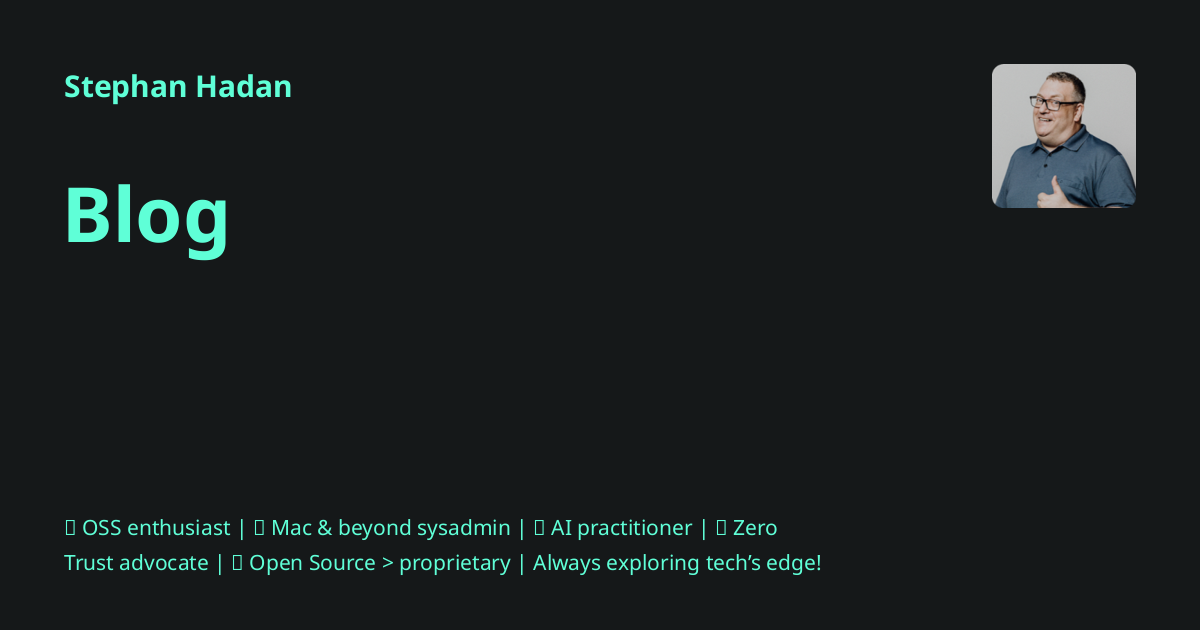 Stephan Hadan
Blog
▯ OSS enthusiast | ▯ Mac & beyond sysadmin | ▯ AI practitioner | ▯ Zero
Trust advocate | ▯ Open Source > proprietary | Always exploring tech’s edge!